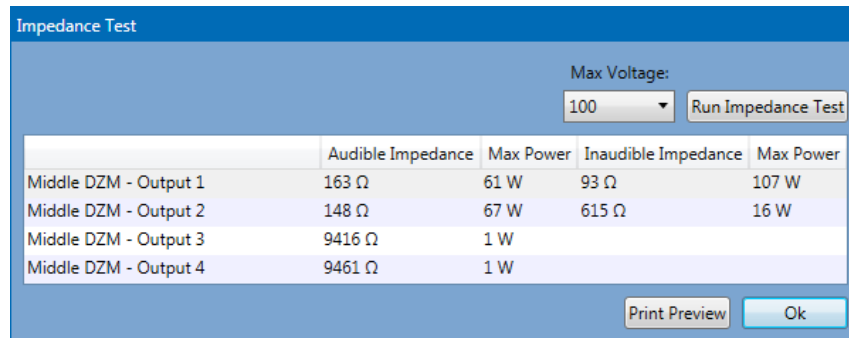 Impedance Test
Max Voltage:
100 Run Impedance Test
Audible Impedance Max Power Inaudible Impedance Max Power
Middle DZM - Output 1 163 Ω 61 W 93 Ω 107 W
Middle DZM - Output 2 148 Ω 67 W 615 Ω 16 W
Middle DZM - Output 3 9416 Ω 1 W
Middle DZM - Output 4 9461 Ω 1 W
Print Preview Ok